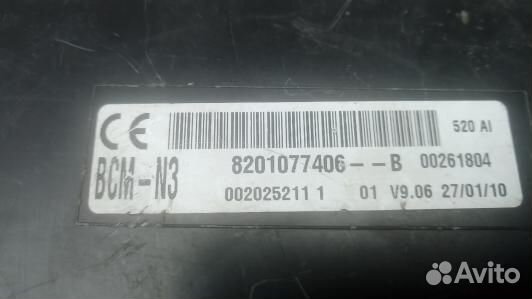 CE 520 AI
BCM-N3 8201077406--B 00261804
002025211 1 01 V9.06 27/01/10
Avito